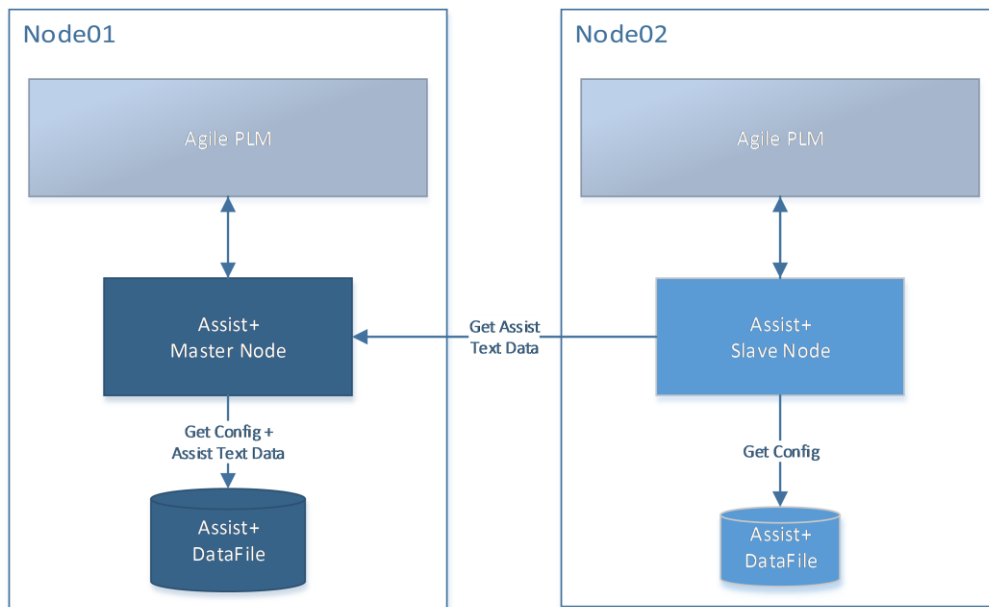 Node01
Node02
Agile PLM
Agile PLM
Assist+
Master Node
Get Assist
Text Data
Assist+
Slave Node
Get Config +
Assist Text Data
Get Config
Assist+
DataFile
Assist+
DataFile